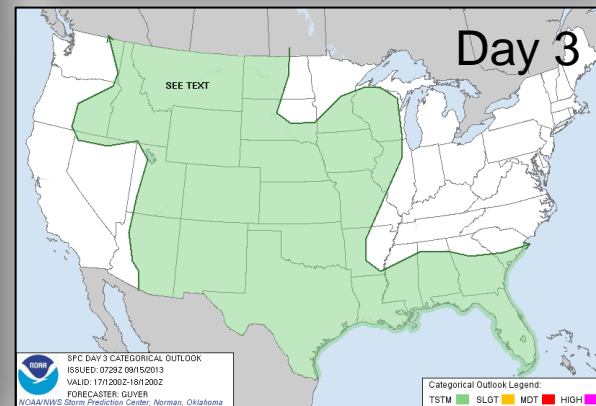 Day 3
SEE TEXT
NOAA
SPC DAY 3 CATEGORICAL OUTLOOK
ISSUED: 0729Z 09/15/2013
VALID: 17/1200Z-18/1200Z
FORECASTER: GUYER
NOAA/NWS Storm Prediction Center, Norman, Oklahoma
Categorical Outlook Legend:
TSTM SLGT MDT HIGH